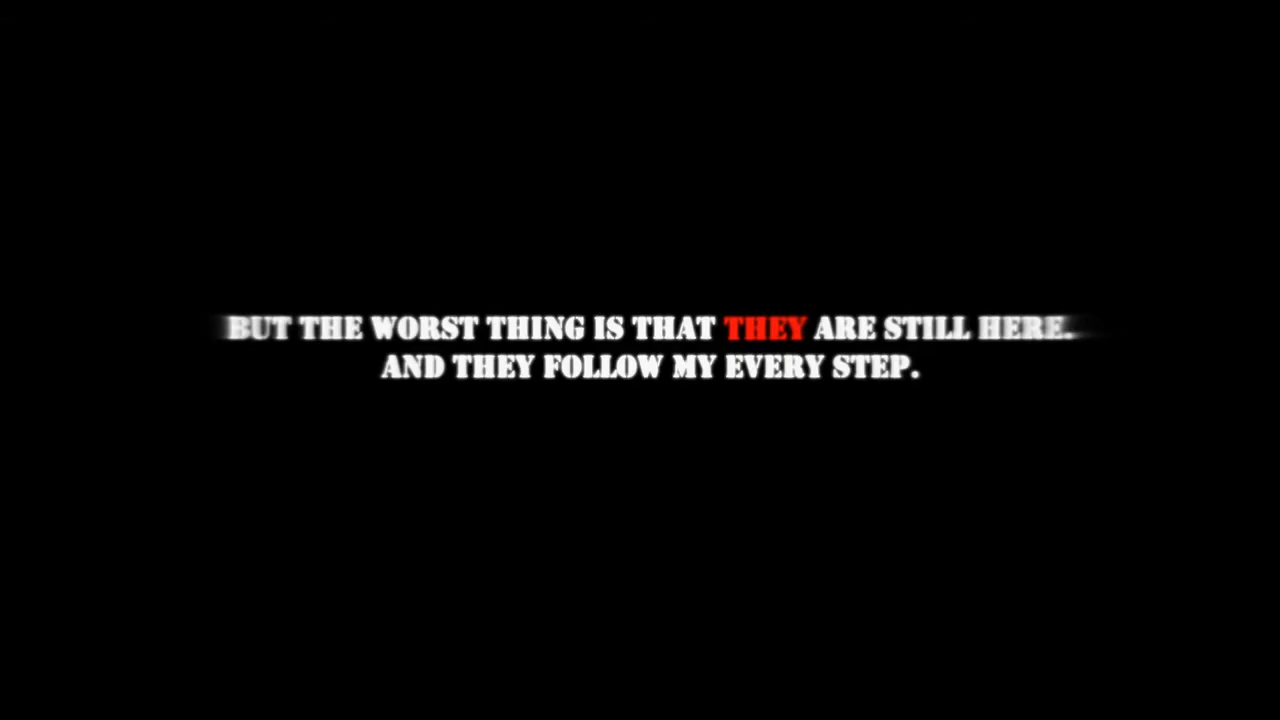 BUT THE WORST THING IS THAT THEY ARE STILL HERE.
AND THEY FOLLOW MY EVERY STEP.